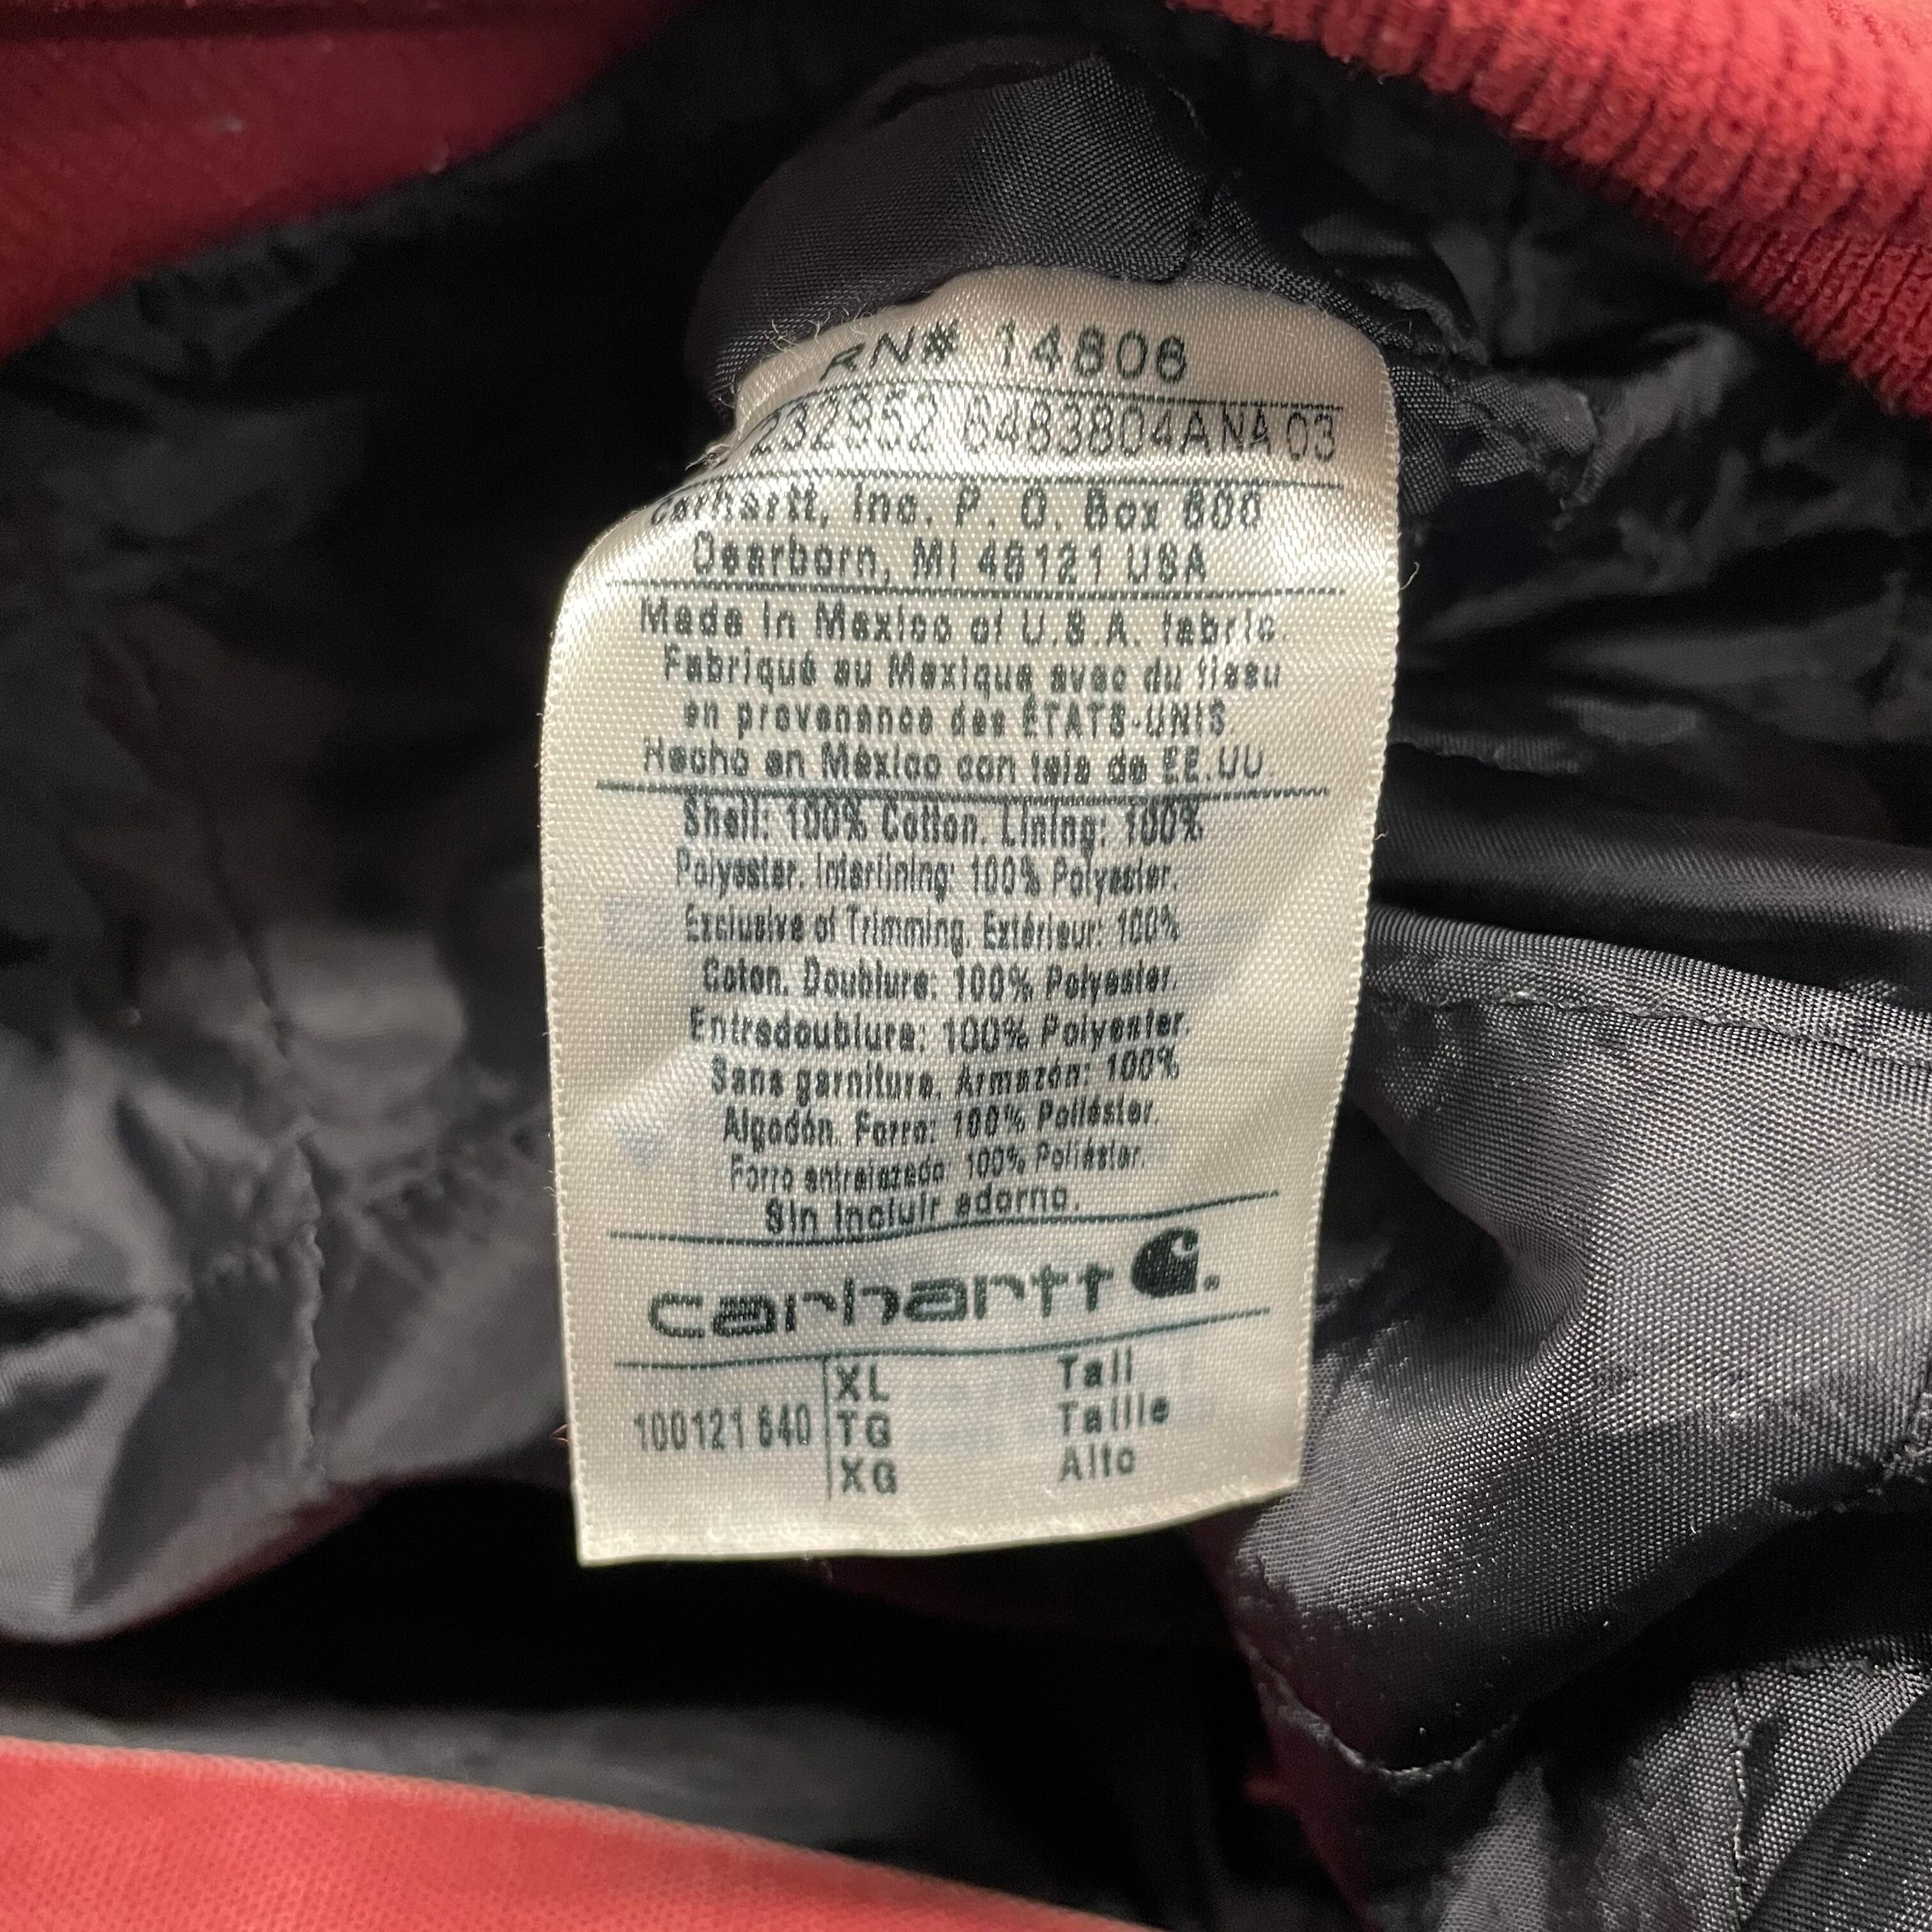 RN# 14806
232952 6483804ANA 03
Carhartt, Inc. P. O. Box 600
Dearborn, MI 48121 USA
Made in Mexico of U.S.A. fabric.
Fabriqué au Mexique avec du tissu
en provenance des ÉTATS-UNIS
Hecho en México con tela de EE.UU.
Shell: 100% Cotton. Lining: 100%
Polyester. Interlining: 100% Polyester.
Exclusive of Trimming. Extérieur: 100%
Coton. Doublure: 100% Polyester.
Entredoublure: 100% Polyester.
Sans garniture. Armazón: 100%
Algodón. Forro: 100% Poliéster.
Forro entrelazado: 100% Poliéster.
Sin incluir adorno.
carhartt
XL Tall
100121 640 TG Taille
XG Alto